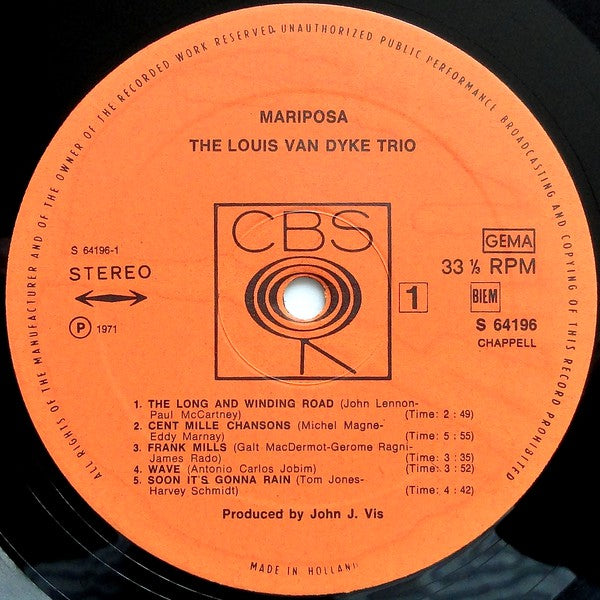 ALL RIGHTS OF THE MANUFACTURER AND OF THE OWNER OF THE RECORDED WORK RESERVED. UNAUTHORIZED PUBLIC PERFORMANCE BROADCASTING AND COPYING OF THIS RECORD PROHIBITED
MARIPOSA
THE LOUIS VAN DYKE TRIO
CBS
S 64196-1
STEREO
P 1971
GEMA
33 ⅓ RPM
1
BIEM
S 64196
CHAPPELL
1. THE LONG AND WINDING ROAD (John Lennon-
Paul McCartney) (Time: 2 : 49)
2. CENT MILLE CHANSONS (Michel Magne-
Eddy Marnay) (Time: 5 : 55)
3. FRANK MILLS (Galt MacDermot-Gerome Ragni-
James Rado) (Time: 3 : 35)
4. WAVE (Antonio Carlos Jobim) (Time: 3 : 52)
5. SOON IT'S GONNA RAIN (Tom Jones-
Harvey Schmidt) (Time: 4 : 42)
Produced by John J. Vis
MADE IN HOLLAND